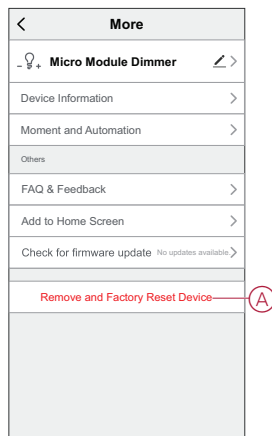 More
Micro Module Dimmer
Device Information
Moment and Automation
Others
FAQ & Feedback
Add to Home Screen
Check for firmware update No updates available
Remove and Factory Reset Device A